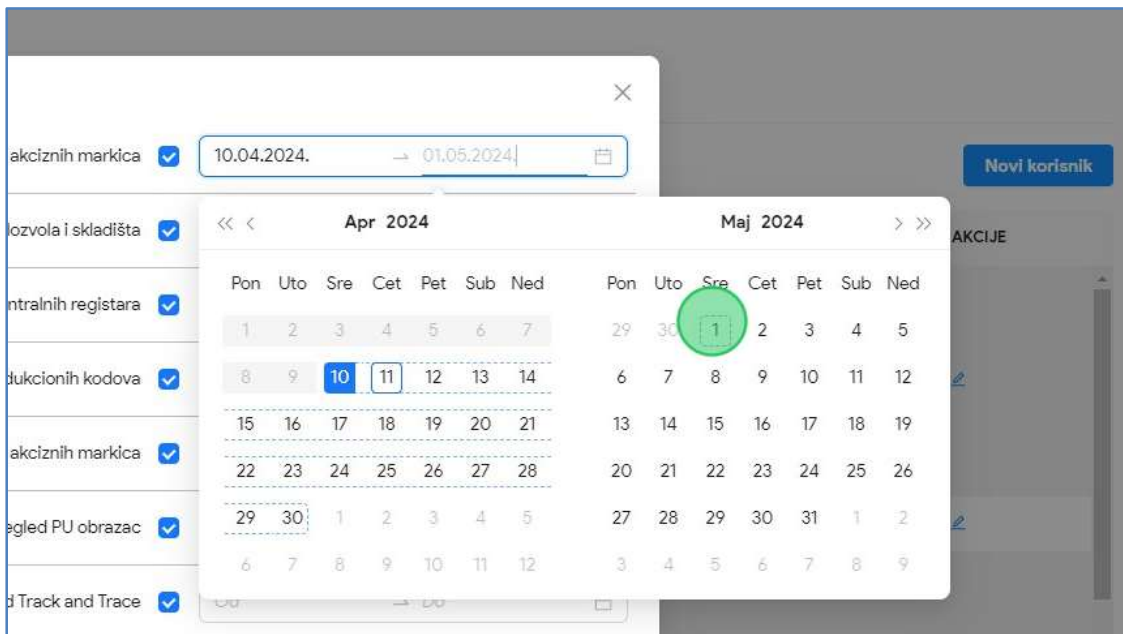 akciznih markica 10.04.2024. → 01.05.2024.
Novi korisnik
lozvola i skladišta « < Apr 2024 Maj 2024 > »
AKCIJE
Pon Uto Sre Cet Pet Sub Ned Pon Uto Sre Cet Pet Sub Ned
ntralnih registara
1 2 3 4 5 6 7 29 30 1 2 3 4 5
dukcionih kodova 8 9 10 11 12 13 14 6 7 8 9 10 11 12
15 16 17 18 19 20 21 13 14 15 16 17 18 19
akciznih markica
22 23 24 25 26 27 28 20 21 22 23 24 25 26
egled PU obrazac 29 30 1 2 3 4 5 27 28 29 30 31 1 2
6 7 8 9 10 11 12 3 4 5 6 7 8 9
d Track and Trace Od → Do